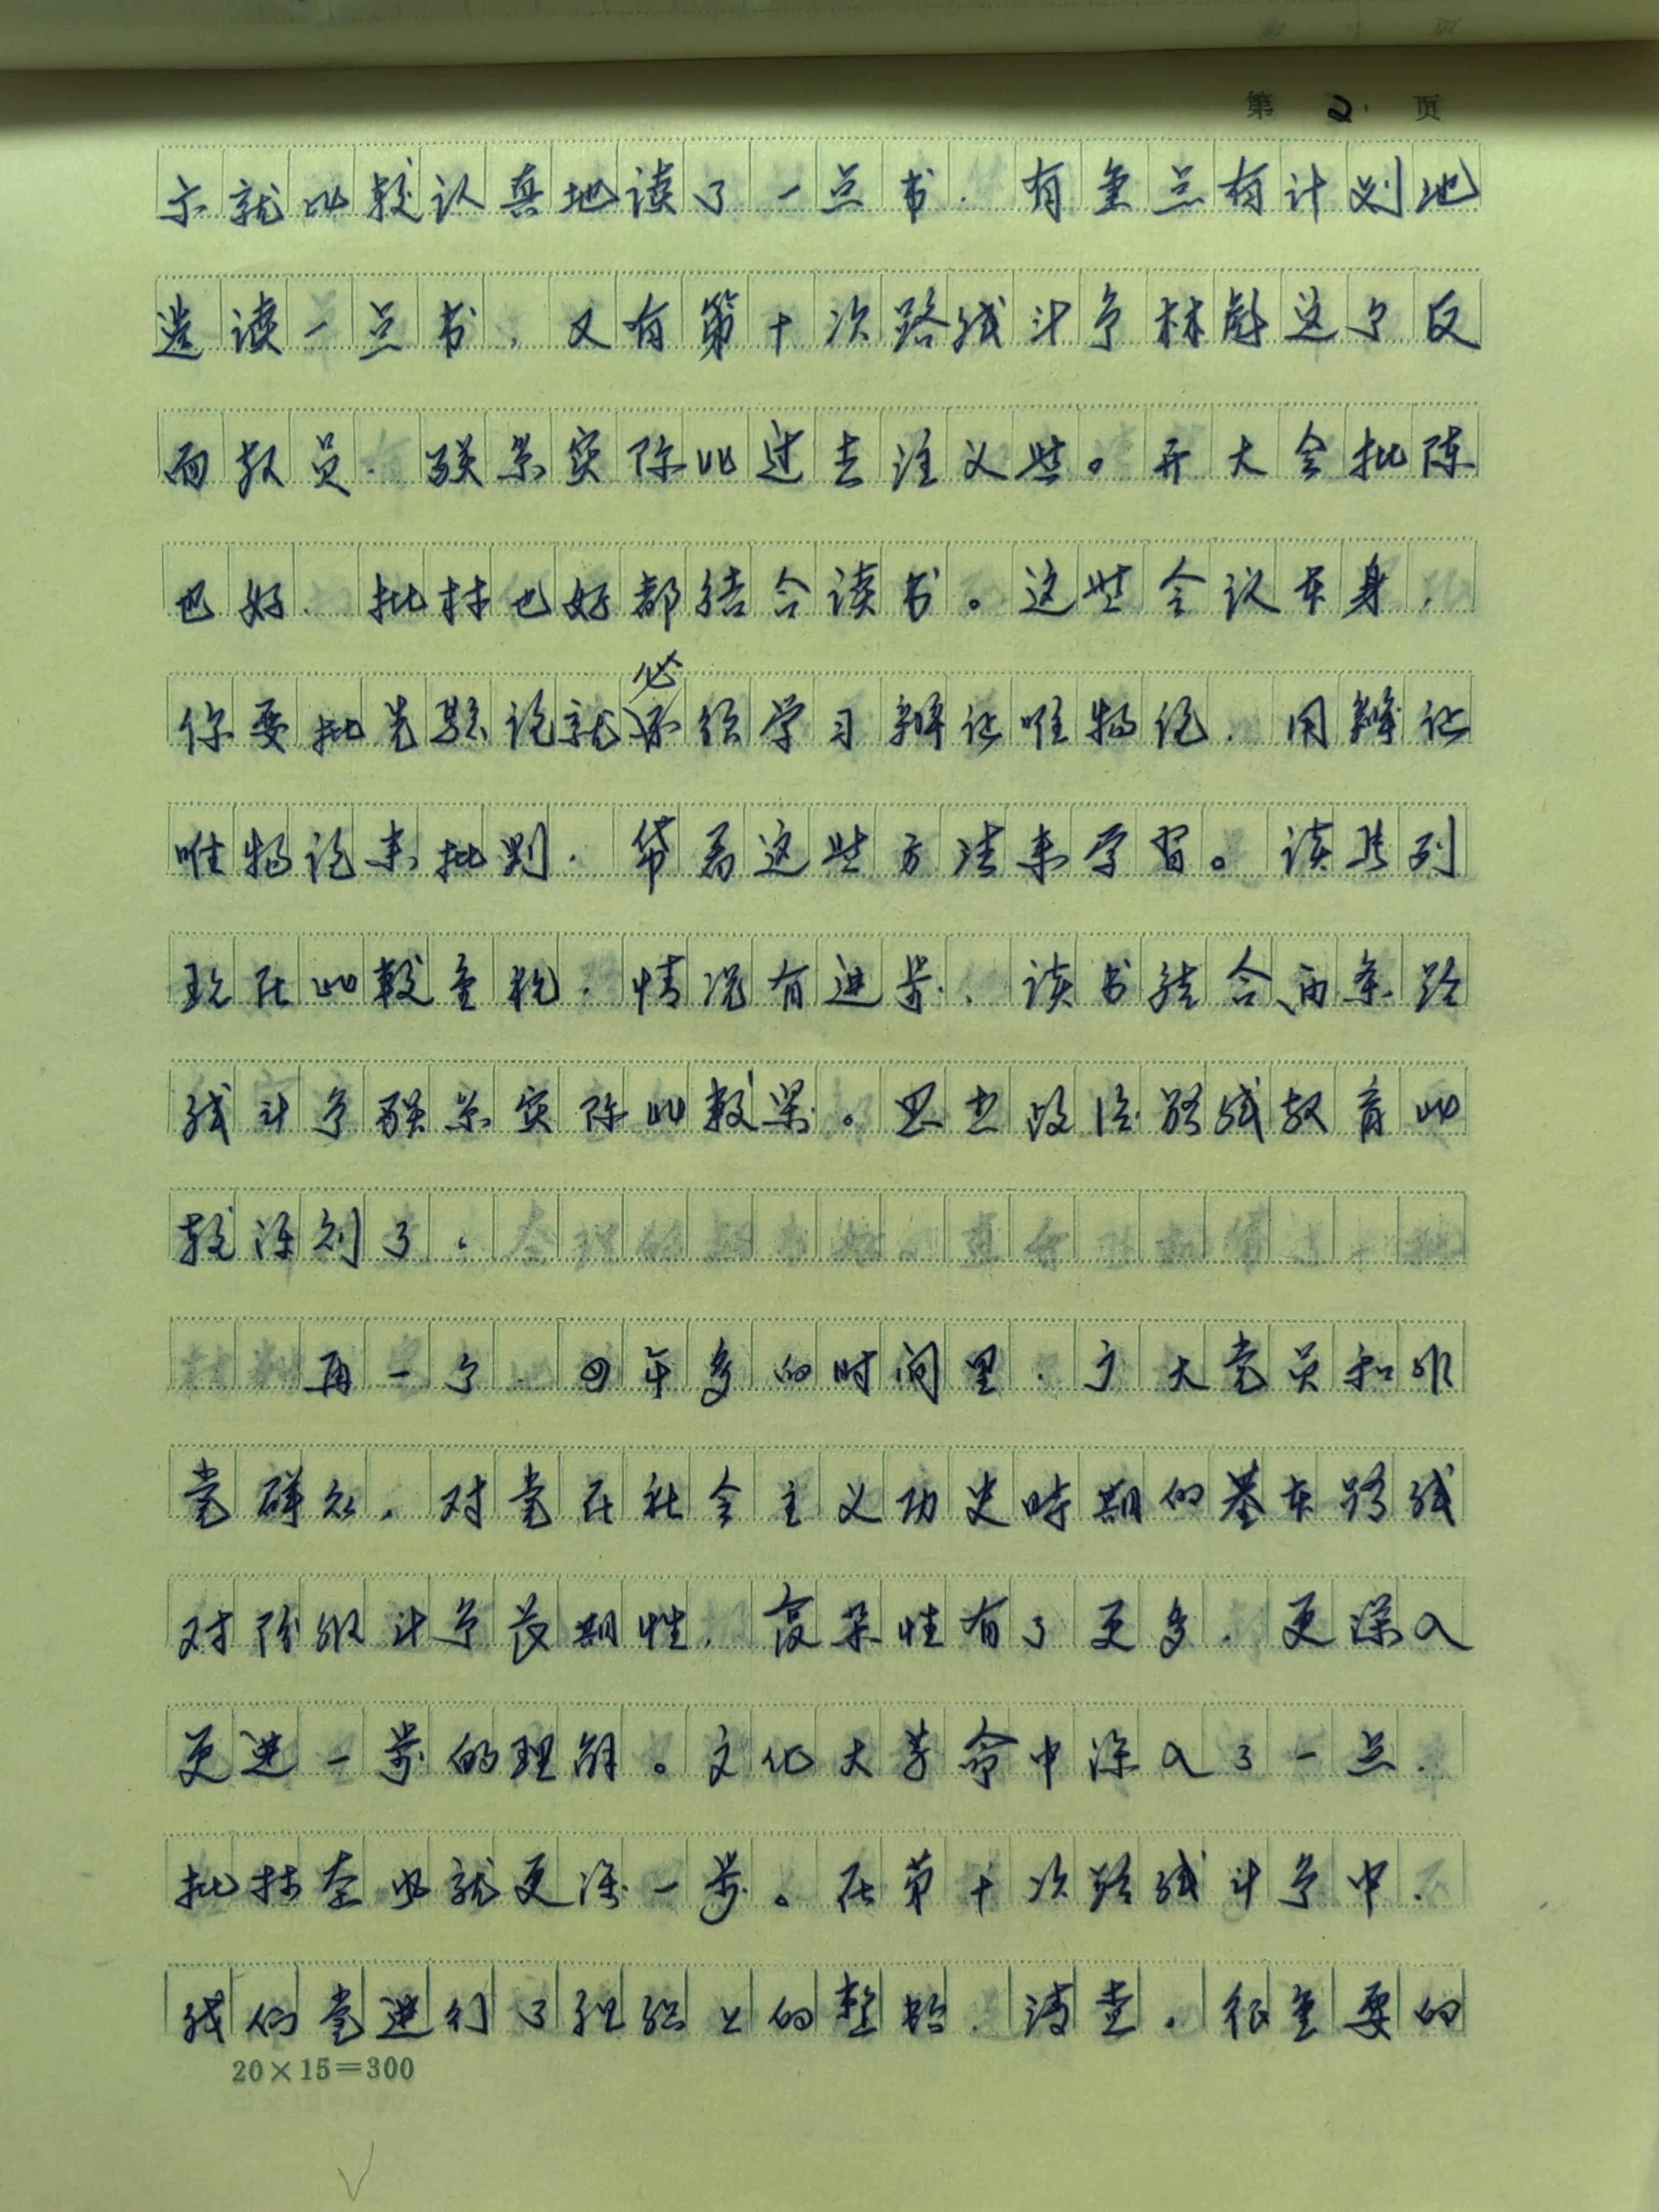 第 2. 页
示就比较认真地读了一点书．有重点有计划地
选读一点书，又有第十次路线斗争林彪这个反
面教员．联系实际比过去注义些。开大会批陈
也好．批林也好都结合读书。这些会议本身．
你要批先验论就必须学习辩证唯物论．用辩证
唯物论来批判．带着这些方法来学习。读马列
现在比较重视．情况有进步．读书结合两条路
线斗争联系实际比较紧。思想政治路线教育比
较深刻了。
再一个．四年多的时间里．广大党员和非
党群众，对党在社会主义历史时期的基本路线
对阶级斗争长期性．复杂性有了更多．更深入
更进一步的理解。文化大革命中深入了一点．
批林整风就更深一步。在第十次路线斗争中．
我们党进行了组织上的整顿．清查。很重要的
20×15=300